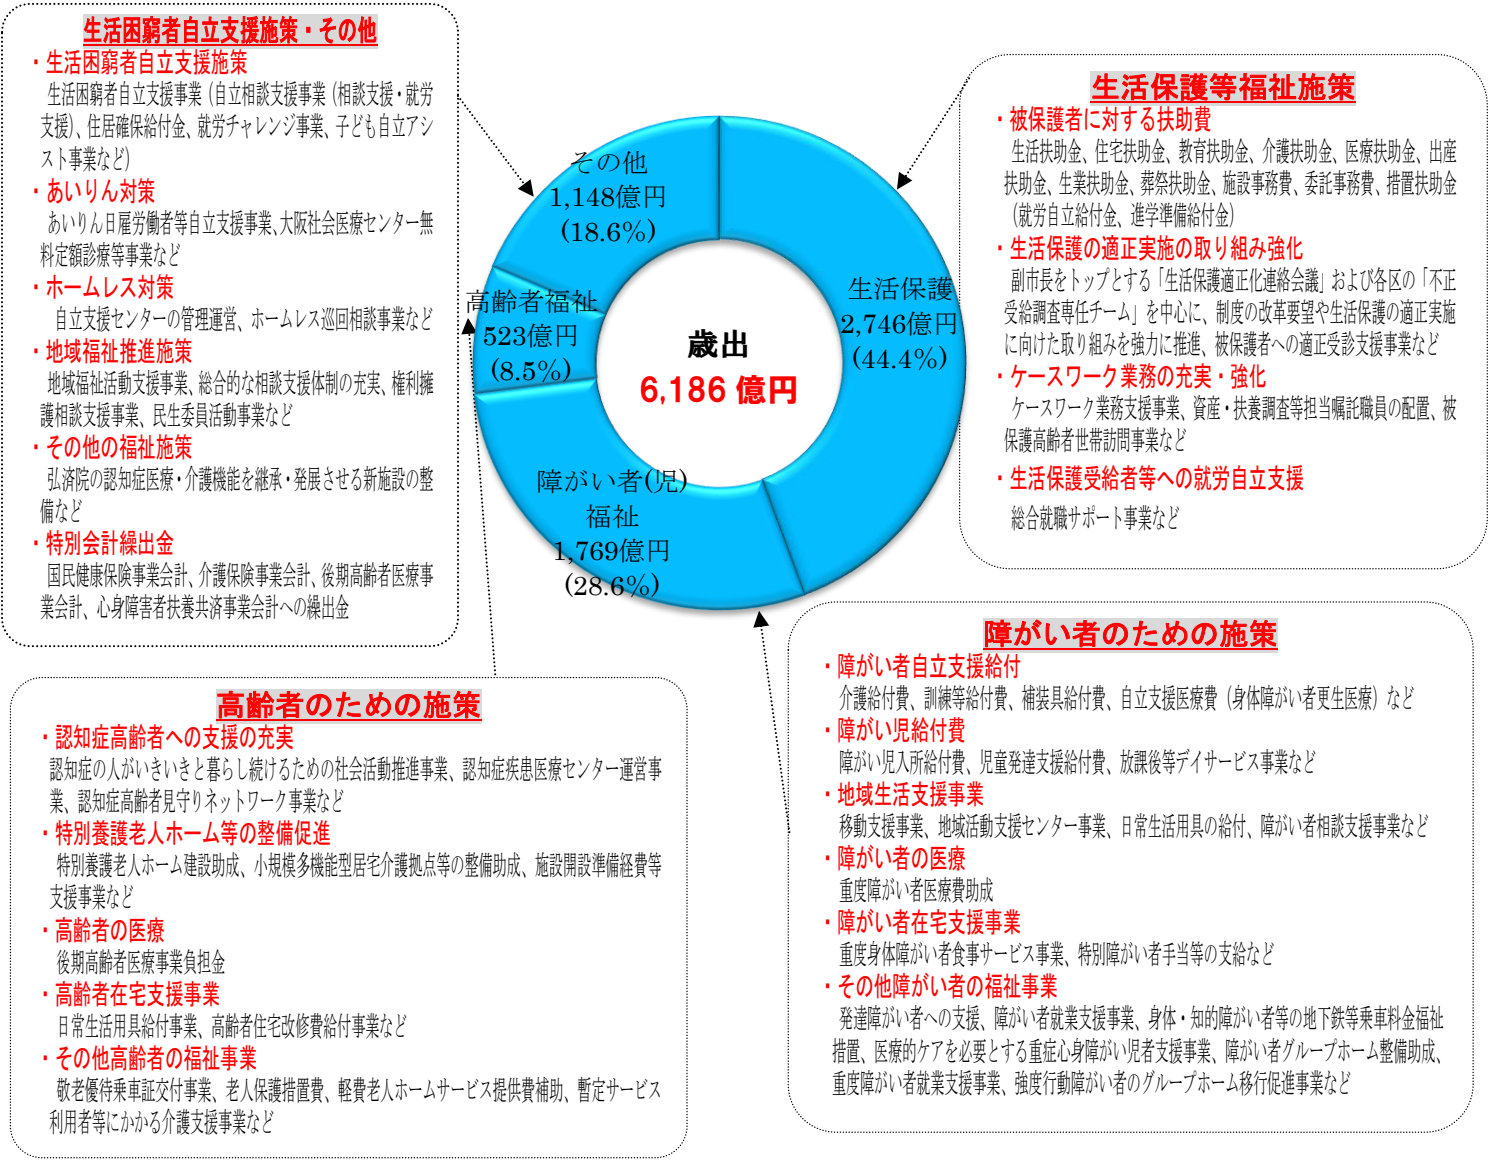 生活困窮者自立支援施策・その他
・生活困窮者自立支援施策
生活困窮者自立支援事業（自立相談支援事業（相談支援・就労
支援）、住居確保給付金、就労チャレンジ事業、子ども自立アシ
スト事業など）
・あいりん対策
あいりん日雇労働者等自立支援事業、大阪社会医療センター無
料定額診療等事業など
・ホームレス対策
自立支援センターの管理運営、ホームレス巡回相談事業など
・地域福祉推進施策
地域福祉活動支援事業、総合的な相談支援体制の充実、権利擁
護相談支援事業、民生委員活動事業など
・その他の福祉施策
弘済院の認知症医療・介護機能を継承・発展させる新施設の整
備など
・特別会計繰出金
国民健康保険事業会計、介護保険事業会計、後期高齢者医療事
業会計、心身障害者扶養共済事業会計への繰出金
その他
1,148億円
(18.6%)
高齢者福祉
523億円
(8.5%)
歳出
6,186 億円
生活保護
2,746億円
(44.4%)
障がい者(児)
福祉
1,769億円
(28.6%)
生活保護等福祉施策
・被保護者に対する扶助費
生活扶助金、住宅扶助金、教育扶助金、介護扶助金、医療扶助金、出産
扶助金、生業扶助金、葬祭扶助金、施設事務費、委託事務費、措置扶助金
（就労自立給付金、進学準備給付金）
・生活保護の適正実施の取り組み強化
副市長をトップとする「生活保護適正化連絡会議」および各区の「不正
受給調査専任チーム」を中心に、制度の改革要望や生活保護の適正実施
に向けた取り組みを強力に推進、被保護者への適正受診支援事業など
・ケースワーク業務の充実・強化
ケースワーク業務支援事業、資産・扶養調査等担当嘱託職員の配置、被
保護高齢者世帯訪問事業など
・生活保護受給者等への就労自立支援
総合就職サポート事業など
高齢者のための施策
・認知症高齢者への支援の充実
認知症の人がいきいきと暮らし続けるための社会活動推進事業、認知症疾患医療センター運営事
業、認知症高齢者見守りネットワーク事業など
・特別養護老人ホーム等の整備促進
特別養護老人ホーム建設助成、小規模多機能型居宅介護拠点等の整備助成、施設開設準備経費等
支援事業など
・高齢者の医療
後期高齢者医療事業負担金
・高齢者在宅支援事業
日常生活用具給付事業、高齢者住宅改修費給付事業など
・その他高齢者の福祉事業
敬老優待乗車証交付事業、老人保護措置費、軽費老人ホームサービス提供費補助、暫定サービス
利用者等にかかる介護支援事業など
障がい者のための施策
・障がい者自立支援給付
介護給付費、訓練等給付費、補装具給付費、自立支援医療費（身体障がい者更生医療）など
・障がい児給付費
障がい児入所給付費、児童発達支援給付費、放課後等デイサービス事業など
・地域生活支援事業
移動支援事業、地域活動支援センター事業、日常生活用具の給付、障がい者相談支援事業など
・障がい者の医療
重度障がい者医療費助成
・障がい者在宅支援事業
重度身体障がい者食事サービス事業、特別障がい者手当等の支給など
・その他障がい者の福祉事業
発達障がい者への支援、障がい者就業支援事業、身体・知的障がい者等の地下鉄等乗車料金福祉
措置、医療的ケアを必要とする重症心身障がい児者支援事業、障がい者グループホーム整備助成、
重度障がい者就業支援事業、強度行動障がい者のグループホーム移行促進事業など